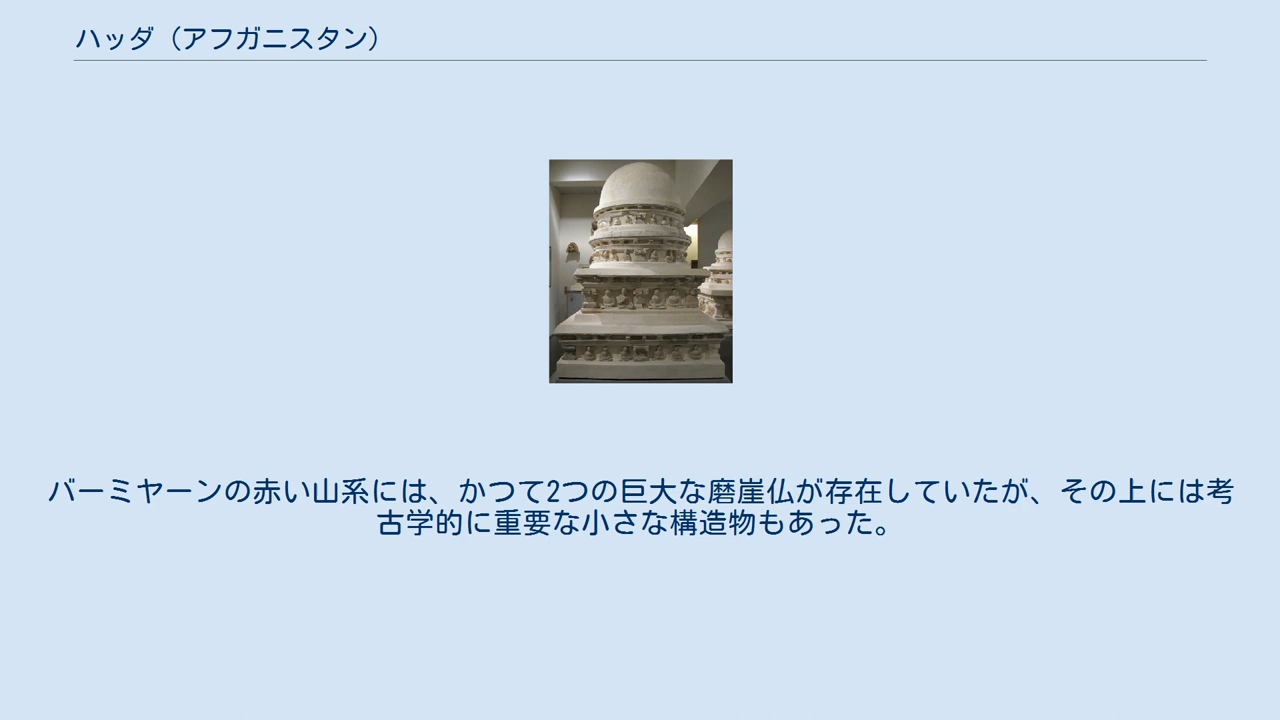 ハッダ（アフガニスタン）
バーミヤーンの赤い山系には、かつて2つの巨大な磨崖仏が存在していたが、その上には考
古学的に重要な小さな構造物もあった。